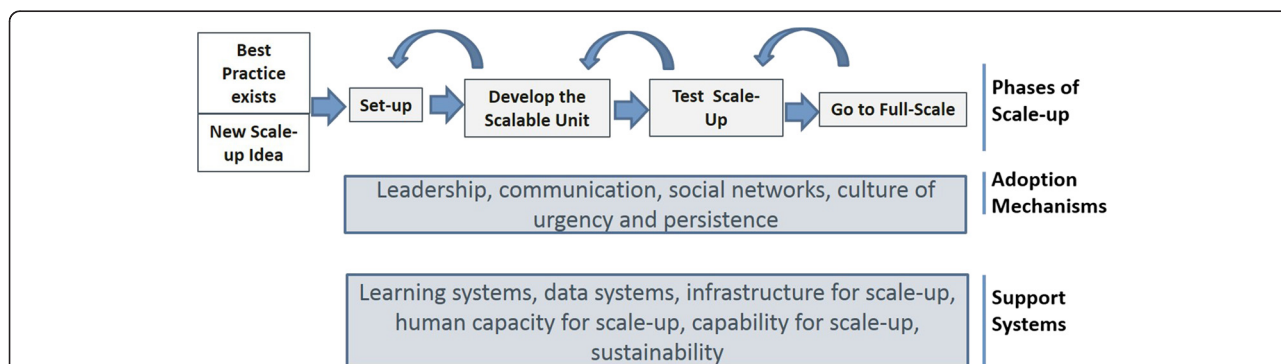 Best
Practice
exists
New Scale-
up Idea
Set-up
Develop the
Scalable Unit
Test Scale-
Up
Go to Full-Scale
Phases of
Scale-up
Leadership, communication, social networks, culture of
urgency and persistence
Adoption
Mechanisms
Learning systems, data systems, infrastructure for scale-up,
human capacity for scale-up, capability for scale-up,
sustainability
Support
Systems